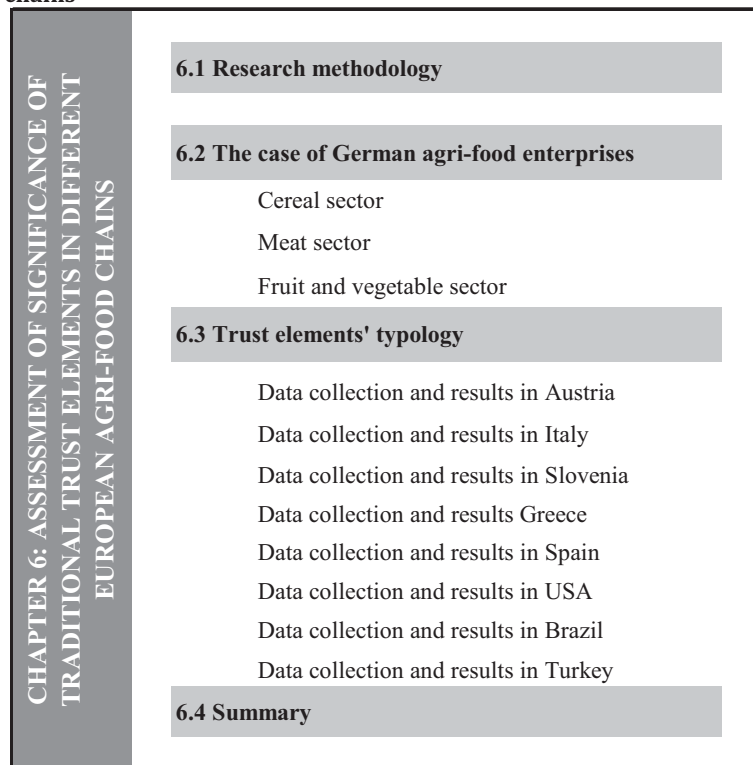 chains
CHAPTER 6: ASSESSMENT OF SIGNIFICANCE OF
TRADITIONAL TRUST ELEMENTS IN DIFFERENT
EUROPEAN AGRI-FOOD CHAINS
6.1 Research methodology
6.2 The case of German agri-food enterprises
Cereal sector
Meat sector
Fruit and vegetable sector
6.3 Trust elements' typology
Data collection and results in Austria
Data collection and results in Italy
Data collection and results in Slovenia
Data collection and results Greece
Data collection and results in Spain
Data collection and results in USA
Data collection and results in Brazil
Data collection and results in Turkey
6.4 Summary